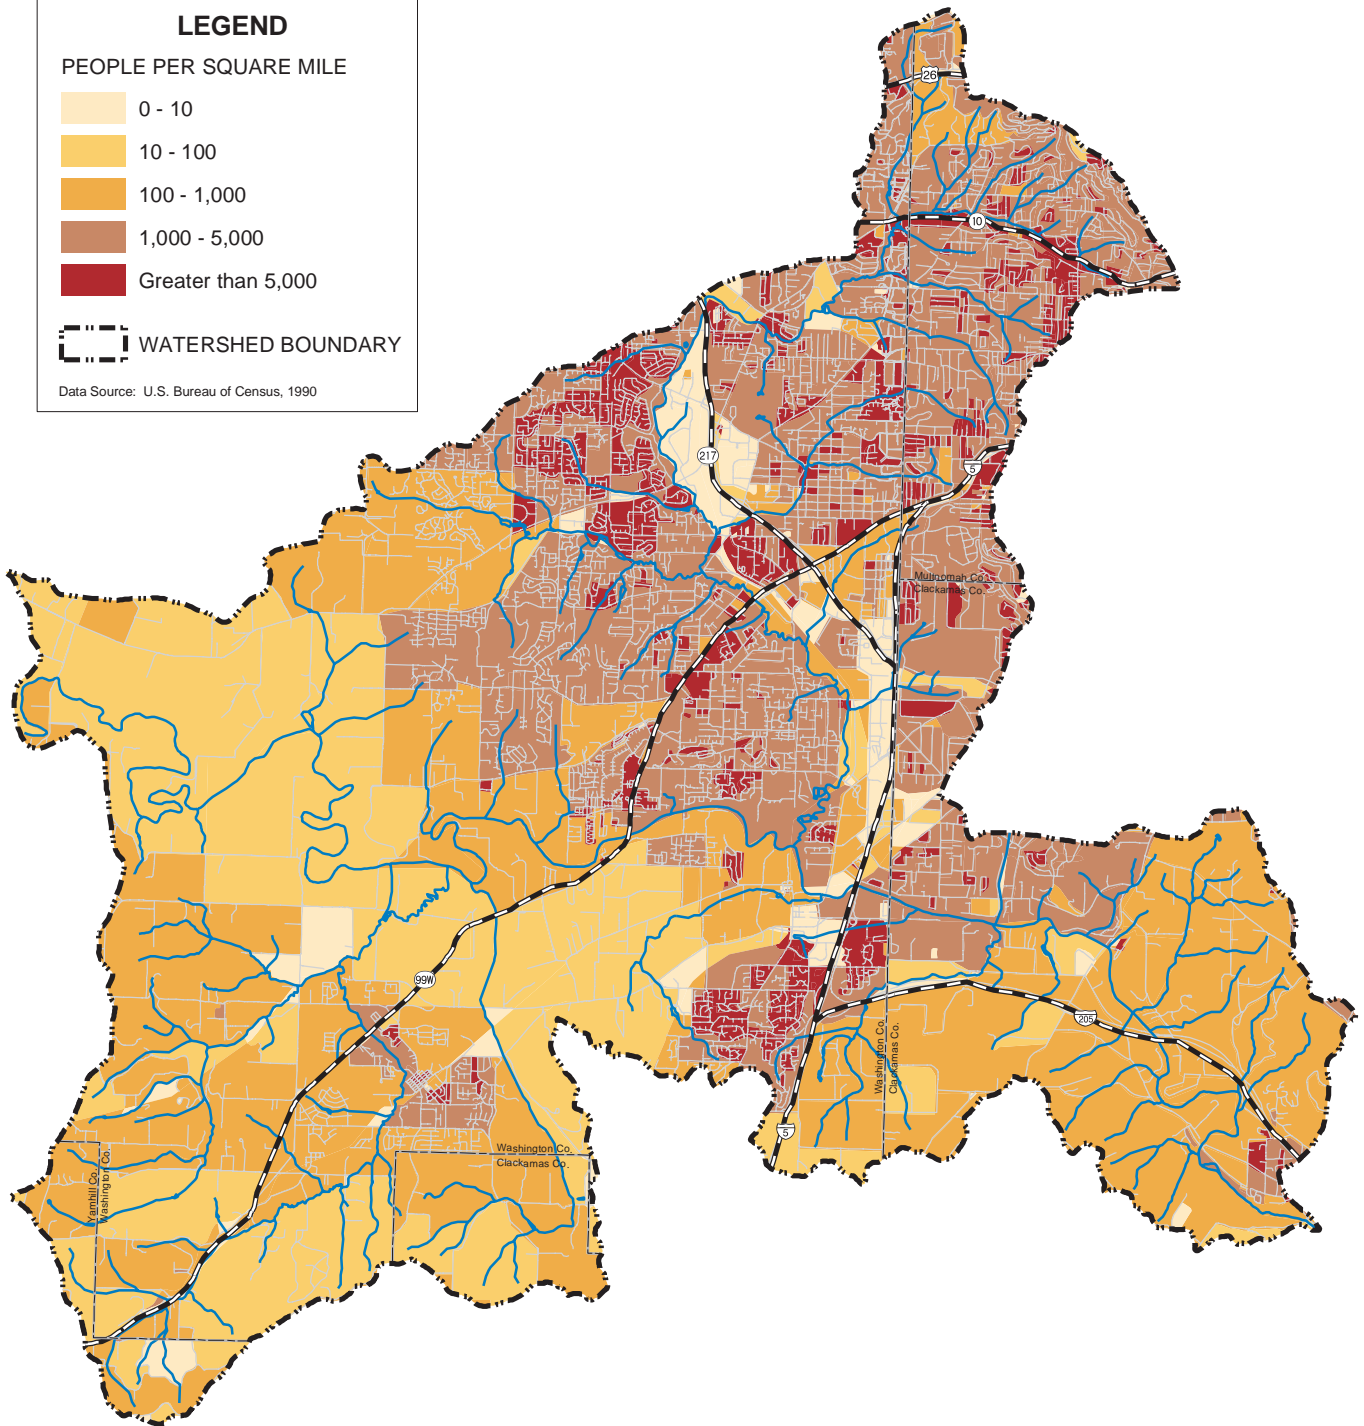 LEGEND
PEOPLE PER SQUARE MILE
0 - 10
10 - 100
100 - 1,000
1,000 - 5,000
Greater than 5,000
WATERSHED BOUNDARY
Data Source: U.S. Bureau of Census, 1990
26
10
217
5
Multnomah Co.
Clackamas Co.
99W
205
Washington Co.
Clackamas Co.
5
Washington Co.
Clackamas Co.
Yamhill Co.
Washington Co.